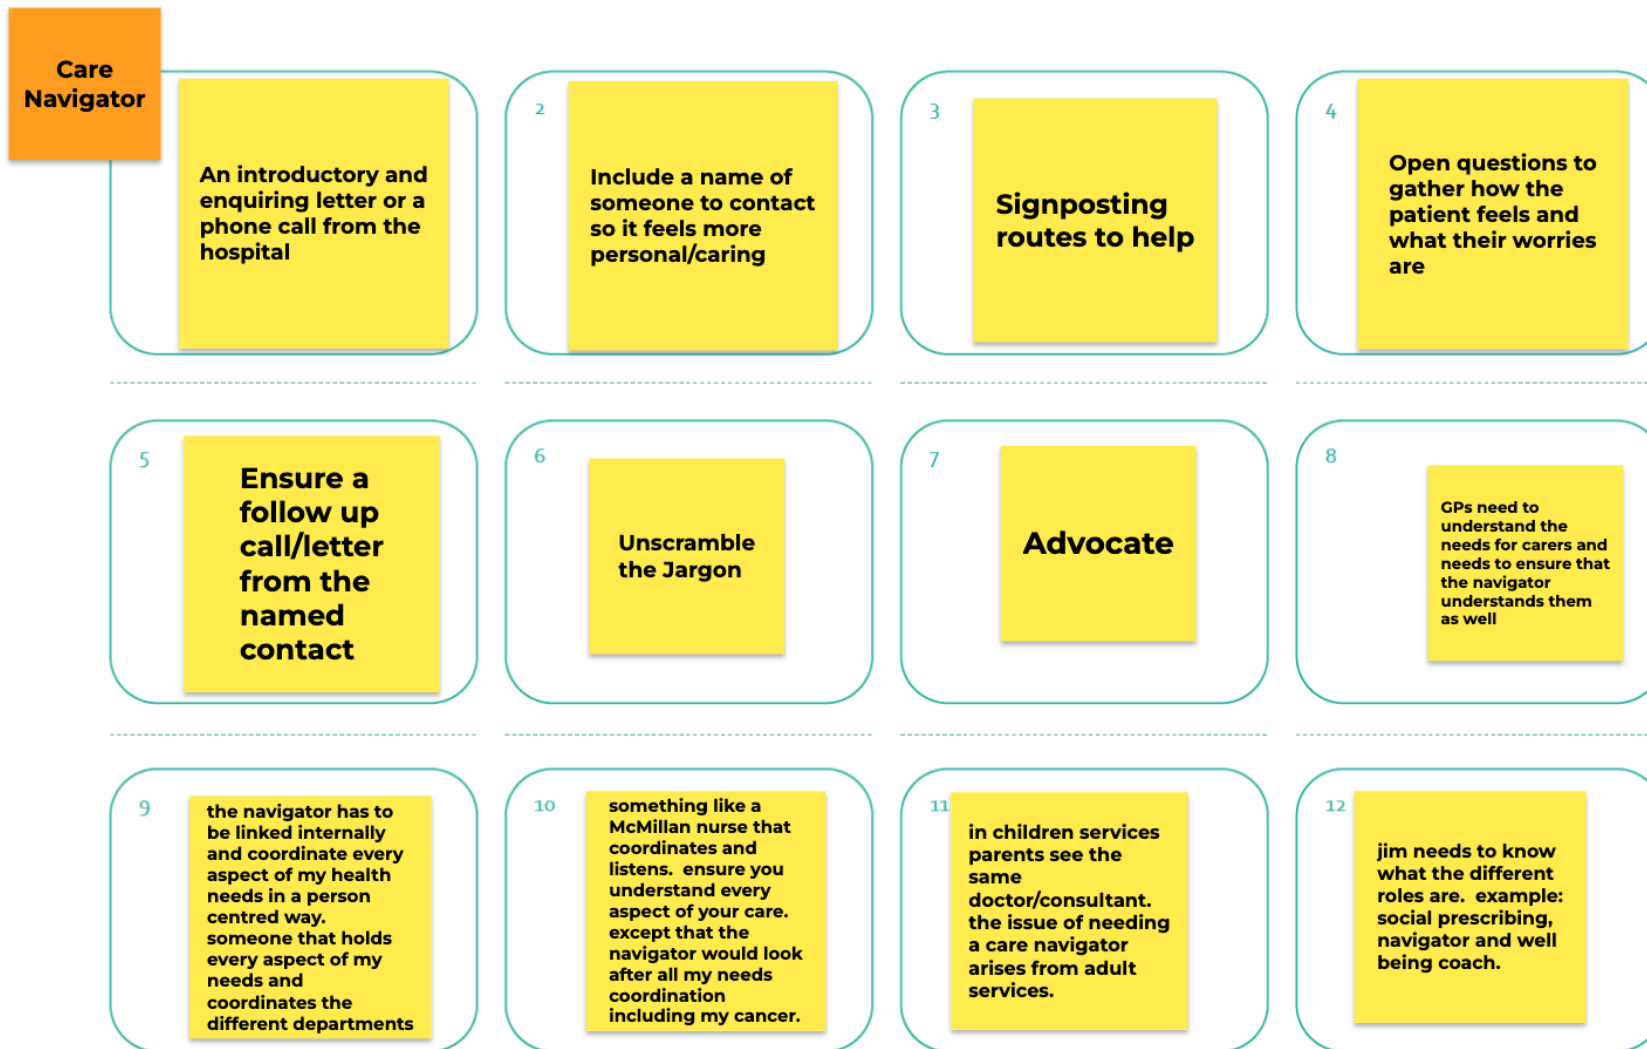 Care
Navigator
An introductory and
enquiring letter or a
phone call from the
hospital
2
Include a name of
someone to contact
so it feels more
personal/caring
3
Signposting
routes to help
4
Open questions to
gather how the
patient feels and
what their worries
are
5
Ensure a
follow up
call/letter
from the
named
contact
6
Unscramble
the Jargon
7
Advocate
8
GPs need to
understand the
needs for carers and
needs to ensure that
the navigator
understands them
as well
9
the navigator has to
be linked internally
and coordinate every
aspect of my health
needs in a person
centred way.
someone that holds
every aspect of my
needs and
coordinates the
different departments
10
something like a
McMillan nurse that
coordinates and
listens. ensure you
understand every
aspect of your care.
except that the
navigator would look
after all my needs
coordination
including my cancer.
11
in children services
parents see the
same
doctor/consultant.
the issue of needing
a care navigator
arises from adult
services.
12
jim needs to know
what the different
roles are. example:
social prescribing,
navigator and well
being coach.